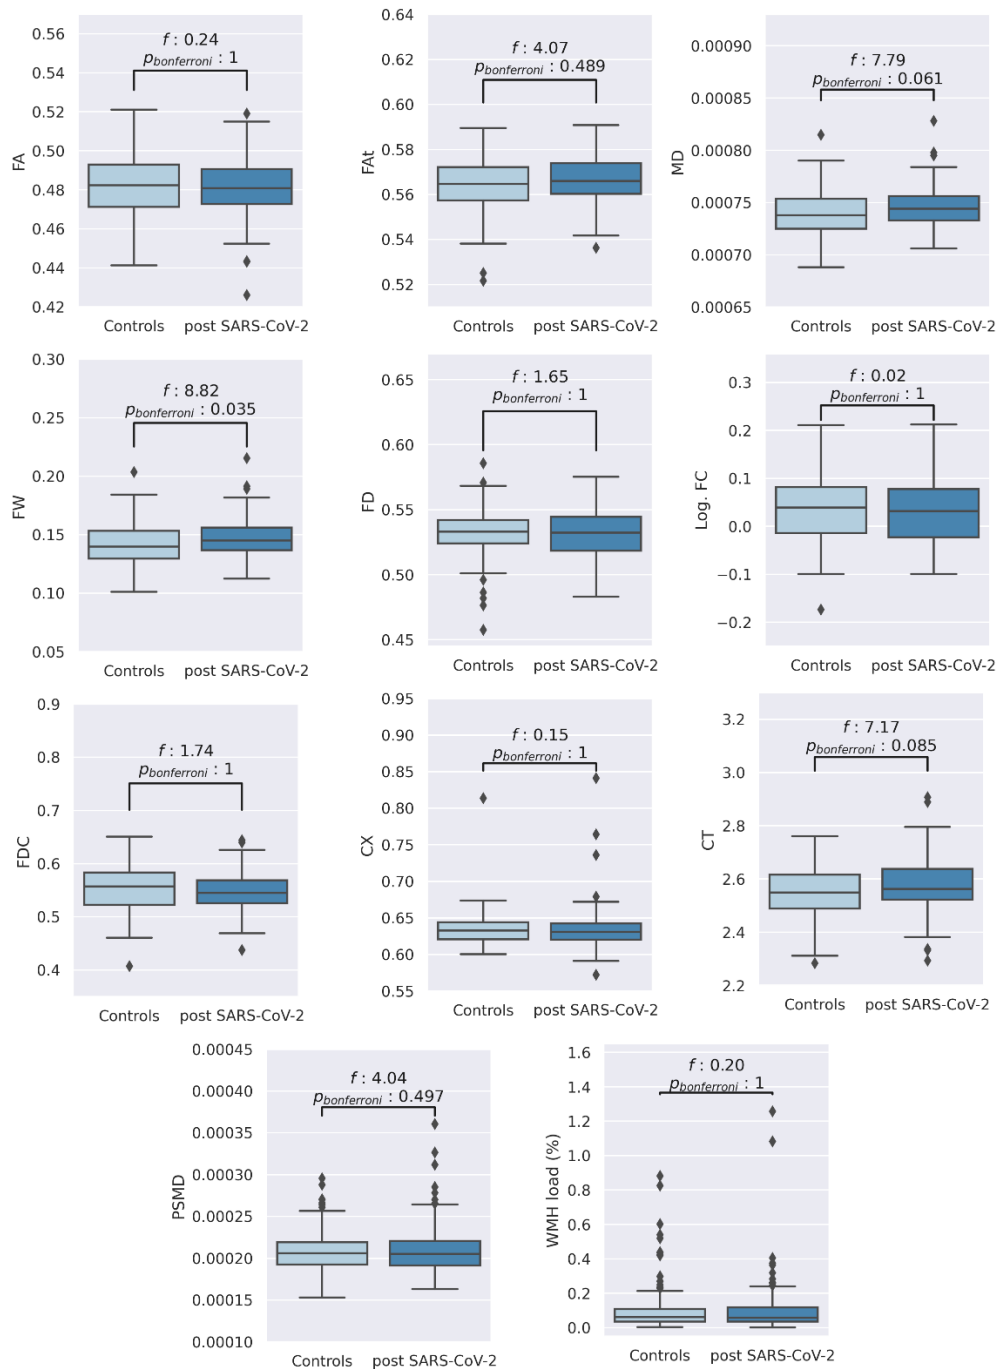 0.56
0.54
0.52
0.50
0.48
0.46
0.44
0.42
FA
f : 0.24
p_bonferroni : 1
Controls post SARS-CoV-2
0.64
0.62
0.60
0.58
0.56
0.54
0.52
FAt
f : 4.07
p_bonferroni : 0.489
Controls post SARS-CoV-2
0.00090
0.00085
0.00080
0.00075
0.00070
0.00065
MD
f : 7.79
p_bonferroni : 0.061
Controls post SARS-CoV-2
0.30
0.25
0.20
0.15
0.10
0.05
FW
f : 8.82
p_bonferroni : 0.035
Controls post SARS-CoV-2
0.65
0.60
0.55
0.50
0.45
FD
f : 1.65
p_bonferroni : 1
Controls post SARS-CoV-2
0.3
0.2
0.1
0.0
−0.1
−0.2
Log. FC
f : 0.02
p_bonferroni : 1
Controls post SARS-CoV-2
0.9
0.8
0.7
0.6
0.5
0.4
FDC
f : 1.74
p_bonferroni : 1
Controls post SARS-CoV-2
0.95
0.90
0.85
0.80
0.75
0.70
0.65
0.60
0.55
CX
f : 0.15
p_bonferroni : 1
Controls post SARS-CoV-2
3.2
3.0
2.8
2.6
2.4
2.2
CT
f : 7.17
p_bonferroni : 0.085
Controls post SARS-CoV-2
0.00045
0.00040
0.00035
0.00030
0.00025
0.00020
0.00015
0.00010
PSMD
f : 4.04
p_bonferroni : 0.497
Controls post SARS-CoV-2
1.6
1.4
1.2
1.0
0.8
0.6
0.4
0.2
0.0
WMH load (%)
f : 0.20
p_bonferroni : 1
Controls post SARS-CoV-2